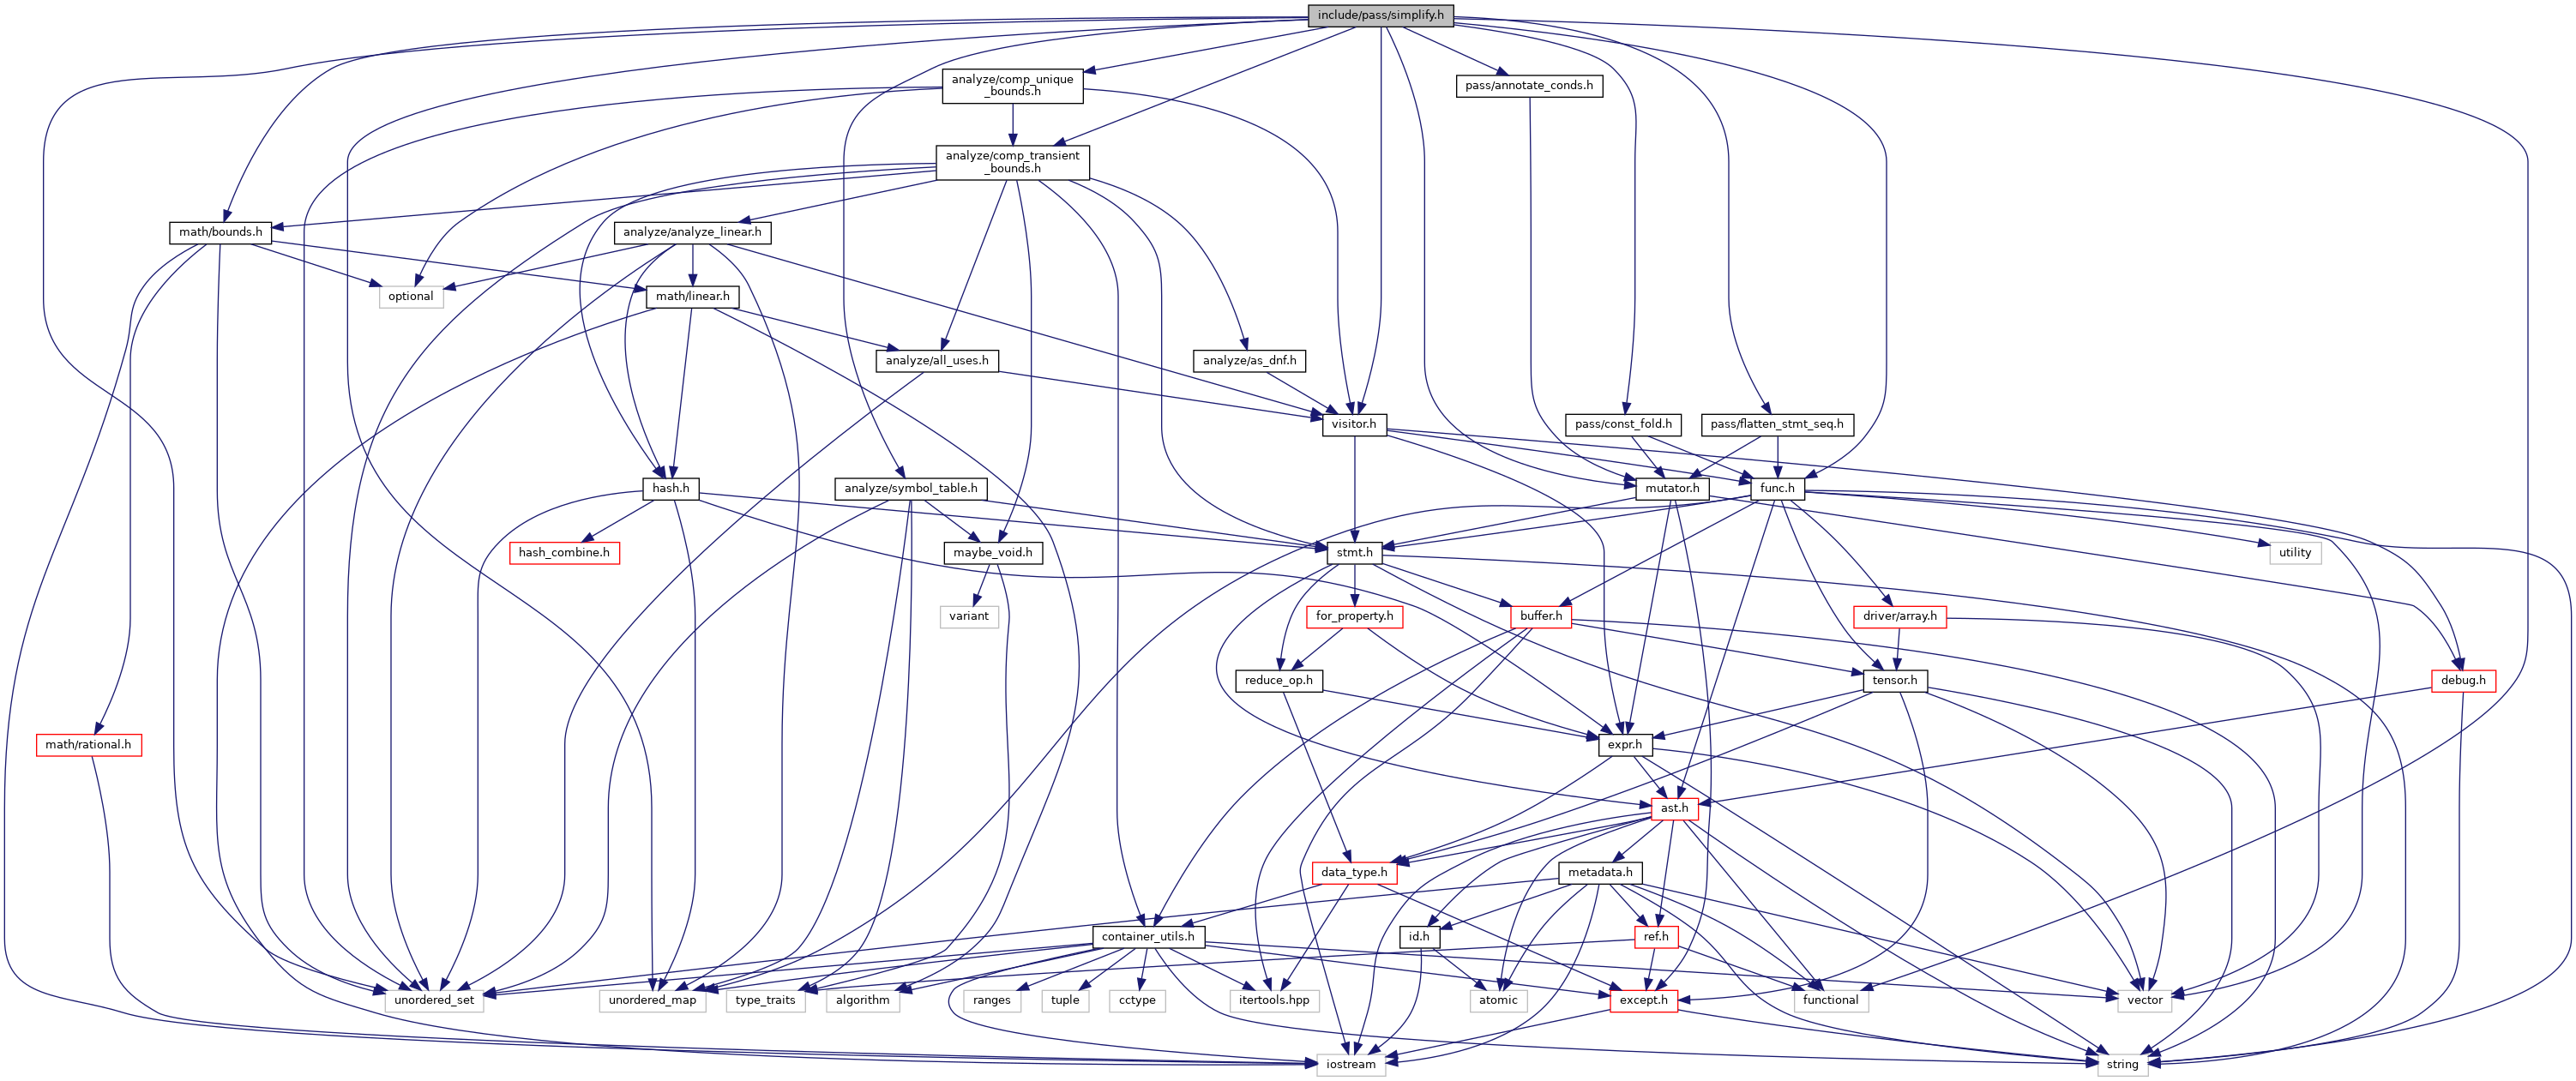 include/pass/simplify.h
analyze/comp_unique
_bounds.h
pass/annotate_conds.h
analyze/comp_transient
_bounds.h
math/bounds.h
analyze/analyze_linear.h
optional
math/linear.h
analyze/all_uses.h
analyze/as_dnf.h
visitor.h
pass/const_fold.h
pass/flatten_stmt_seq.h
hash.h
analyze/symbol_table.h
mutator.h
func.h
hash_combine.h
maybe_void.h
stmt.h
utility
variant
for_property.h
buffer.h
driver/array.h
reduce_op.h
tensor.h
debug.h
math/rational.h
expr.h
ast.h
data_type.h
metadata.h
container_utils.h
id.h
ref.h
unordered_set
unordered_map
type_traits
algorithm
ranges
tuple
cctype
itertools.hpp
atomic
except.h
functional
vector
iostream
string